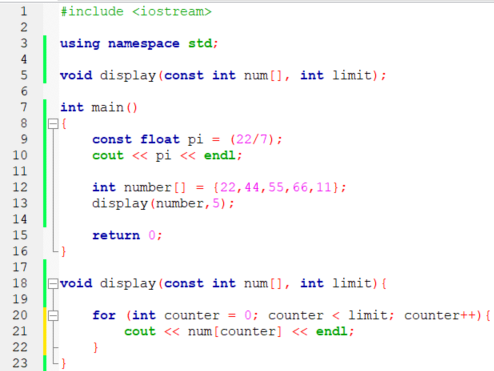 1 #include <iostream>
2
3 using namespace std;
4
5 void display(const int num[], int limit);
6
7 int main()
8 {
9 const float pi = (22/7);
10 cout << pi << endl;
11
12 int number[] = {22,44,55,66,11};
13 display(number,5);
14
15 return 0;
16 }
17
18 void display(const int num[], int limit){
19
20 for (int counter = 0; counter < limit; counter++){
21 cout << num[counter] << endl;
22 }
23 }